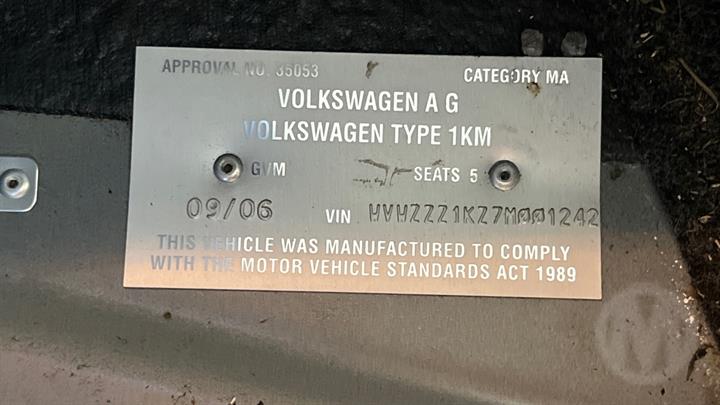 APPROVAL NO. 35053 CATEGORY MA
VOLKSWAGEN A G
VOLKSWAGEN TYPE 1KM
GVM SEATS 5
09/06 VIN WVWZZZ1KZ7M001242
THIS VEHICLE WAS MANUFACTURED TO COMPLY
WITH THE MOTOR VEHICLE STANDARDS ACT 1989
M